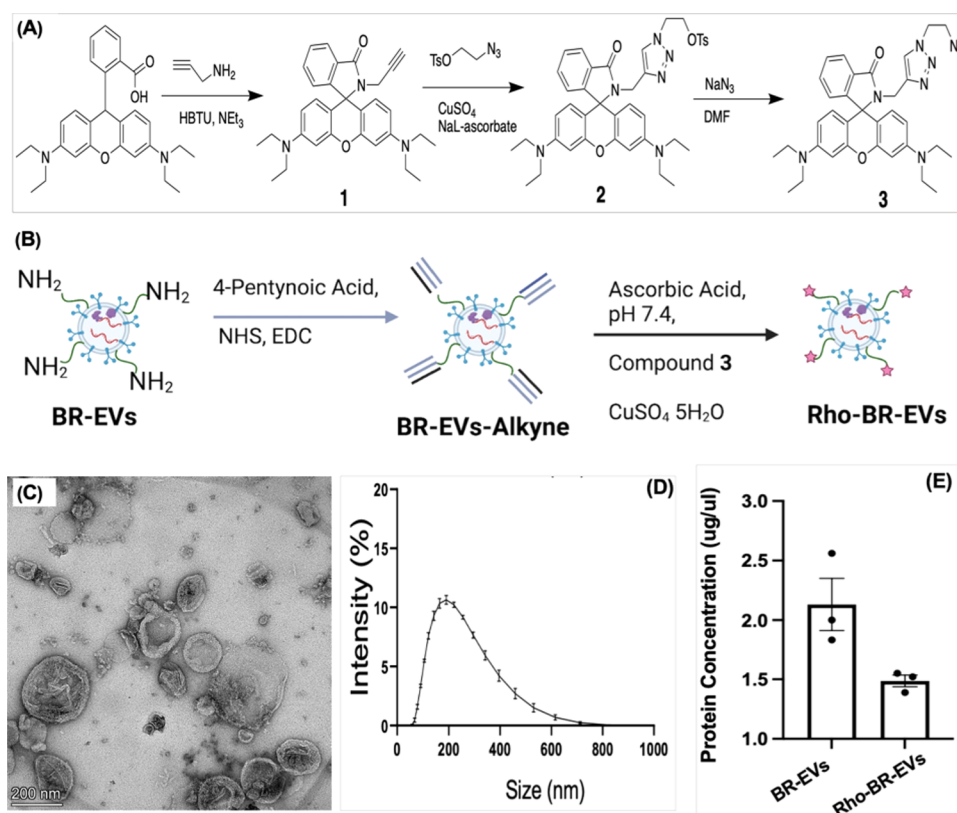 (A)
O
OH
NH₂
HBTU, NEt₃
N
O
N
O
N
N
O
N
1
TsO
N₃
CuSO₄
NaL-ascorbate
N
N
N
OTs
O
N
N
O
N
2
NaN₃
DMF
N
N
N
N
O
N
N
O
N
3
(B)
NH₂
NH₂
NH₂
NH₂
BR-EVs
4-Pentynoic Acid,
NHS, EDC
BR-EVs-Alkyne
Ascorbic Acid,
pH 7.4,
Compound 3
CuSO₄ 5H₂O
Rho-BR-EVs
(C)
200 nm
(D)
Intensity (%)
20
15
10
5
0
0 200 400 600 800 1000
Size (nm)
(E)
Protein Concentration (ug/ul)
3.0
2.5
2.0
1.5
1.0
BR-EVs
Rho-BR-EVs